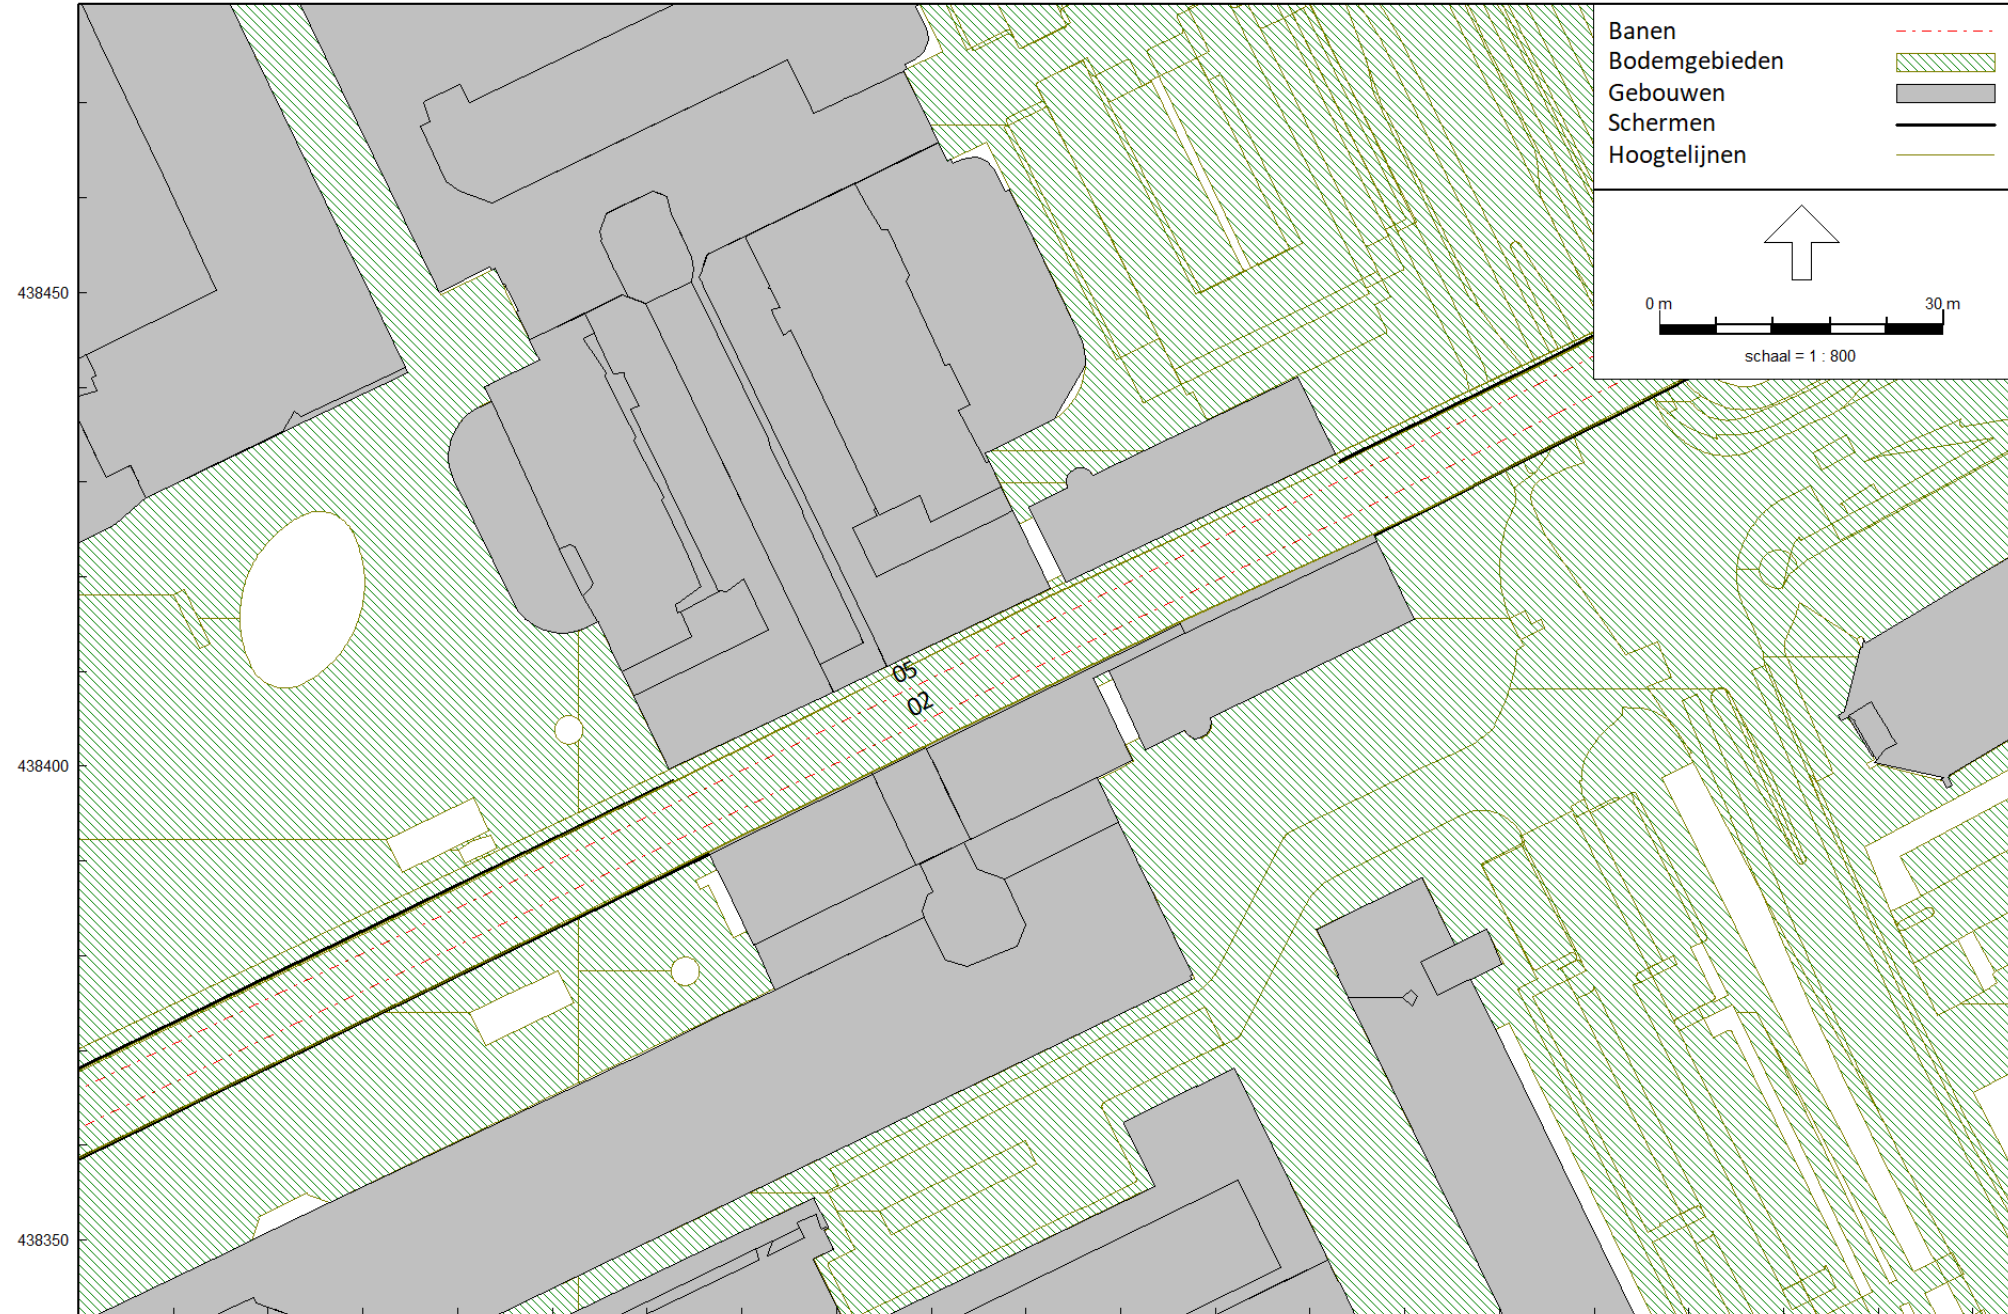 Banen
Bodemgebieden
Gebouwen
Schermen
Hoogtelijnen
0 m 30 m
schaal = 1 : 800
438450
05
02
438400
438350